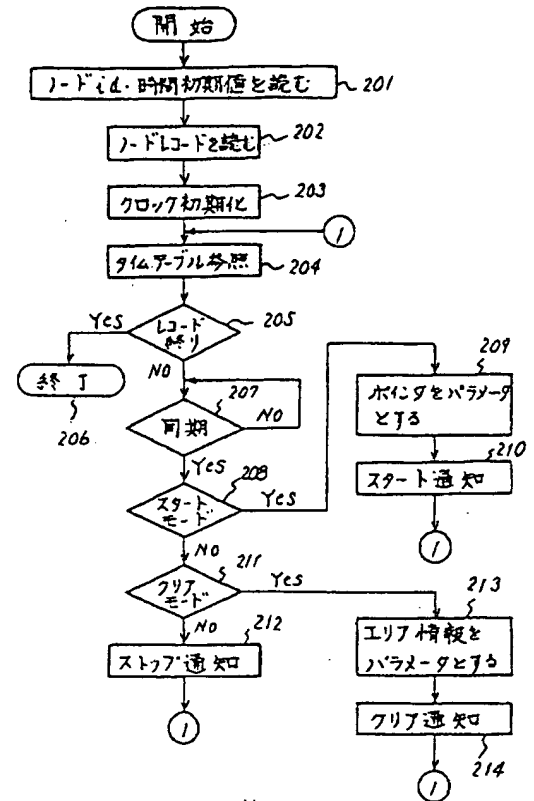 開始
ノードid・時間初期値を読む
201
ノードレコードを読む
202
クロック初期化
203
1
タイムテーブル参照
204
レコード
終り
205
Yes
NO
終了
206
同期
207
NO
Yes
スタート
モード
208
Yes
NO
ポインタをパラメータ
とする
209
スタート通知
210
1
クリア
モード
211
Yes
NO
ストップ通知
212
1
エリア情報を
パラメータとする
213
クリア通知
214
1